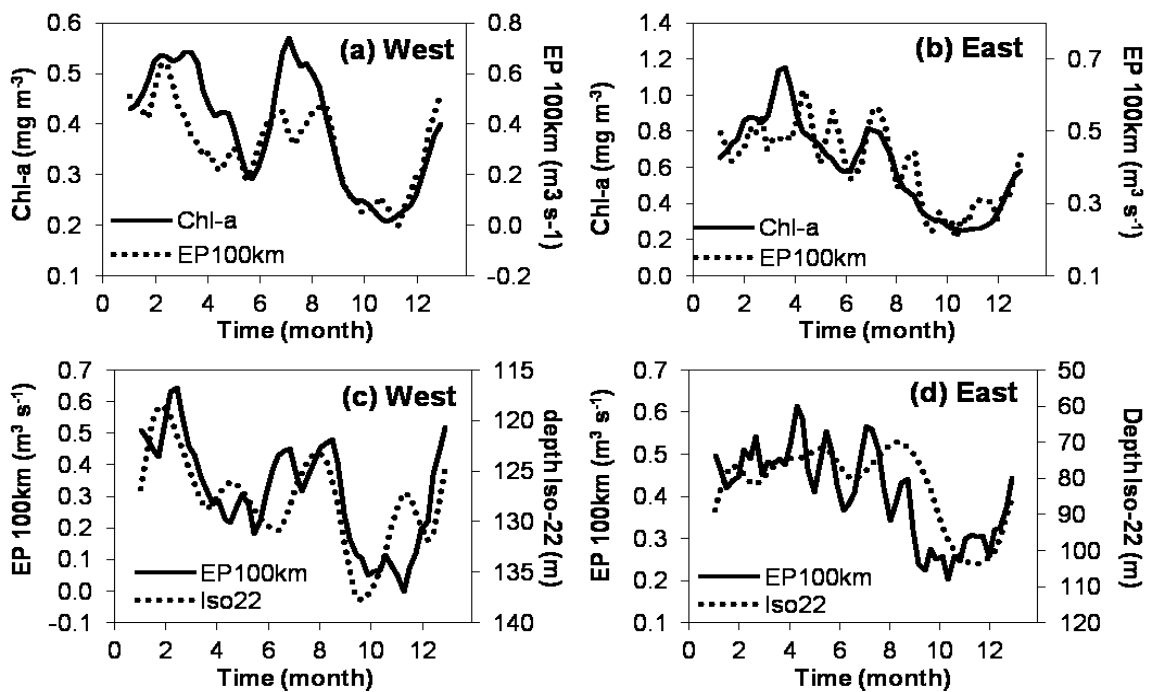 (a) West
Chl-a (mg m-3)
0.6
0.5
0.4
0.3
0.2
0.1
EP 100km (m3 s-1)
0.8
0.6
0.4
0.2
0.0
-0.2
Chl-a
EP100km
0 2 4 6 8 10 12
Time (month)
(b) East
Chl-a (mg m-3)
1.4
1.2
1.0
0.8
0.6
0.4
0.2
0.0
EP 100km (m³ s-1)
0.7
0.5
0.3
0.1
Chl-a
EP100km
0 2 4 6 8 10 12
Time (month)
(c) West
EP 100km (m³ s-1)
0.7
0.6
0.5
0.4
0.3
0.2
0.1
0.0
-0.1
depth Iso-22 (m)
115
120
125
130
135
140
EP100km
Iso22
0 2 4 6 8 10 12
Time (month)
(d) East
EP 100km (m³ s-1)
0.7
0.6
0.5
0.4
0.3
0.2
0.1
Depth Iso-22 (m)
50
60
70
80
90
100
110
120
EP100km
Iso22
0 2 4 6 8 10 12
Time (month)